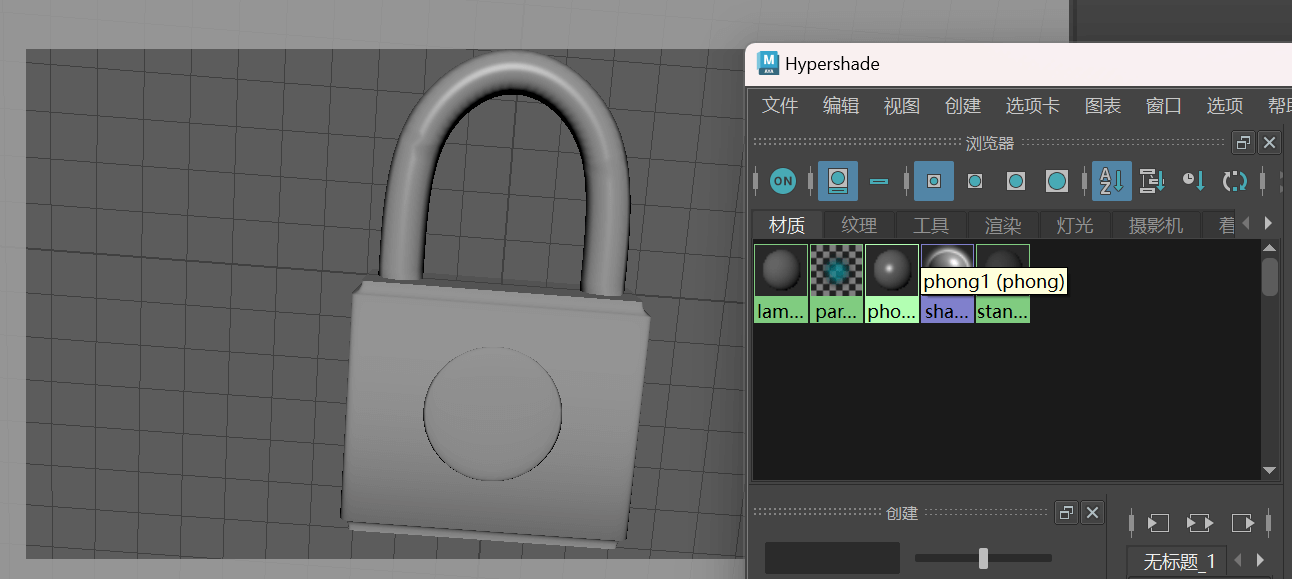 Hypershade
文件 编辑 视图 创建 选项卡 图表 窗口 选项
浏览器
ON
材质 纹理 工具 渲染 灯光 摄影机 着
phong1 (phong)
lam... par... pho... sha... stan...
创建
无标题_1